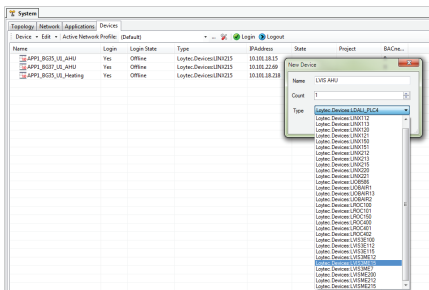 System
Topology Network Applications Devices
Device Edit Active Network Profile: (Default) ... Login Logout
Name Login Login State Type IPAddress State Project BACne...
APP1_BG35_U1_AHU Yes Offline Loytec.Devices:LINX215 10.101.18.15
APP1_BG37_U1_AHU Yes Offline Loytec.Devices:LINX215 10.101.22.69
APP1_BG35_U1_Heating Yes Offline Loytec.Devices:LINX215 10.101.18.218
New Device
Name LVIS AHU
Count 1
Type Loytec.Devices:LDALI_PLC4
Loytec.Devices:LINX112
Loytec.Devices:LINX113
Loytec.Devices:LINX120
Loytec.Devices:LINX121
Loytec.Devices:LINX150
Loytec.Devices:LINX151
Loytec.Devices:LINX212
Loytec.Devices:LINX213
Loytec.Devices:LINX215
Loytec.Devices:LINX220
Loytec.Devices:LINX221
Loytec.Devices:LIOB586
Loytec.Devices:LIOBAIR1
Loytec.Devices:LIOBAIR13
Loytec.Devices:LIOBAIR2
Loytec.Devices:LROC100
Loytec.Devices:LROC101
Loytec.Devices:LROC150
Loytec.Devices:LROC400
Loytec.Devices:LROC401
Loytec.Devices:LROC402
Loytec.Devices:LVIS3E100
Loytec.Devices:LVIS3E112
Loytec.Devices:LVIS3E115
Loytec.Devices:LVIS3ME12
Loytec.Devices:LVIS3ME15
Loytec.Devices:LVIS3ME7
Loytec.Devices:LVISME200
Loytec.Devices:LVISME212
Loytec.Devices:LVISME215